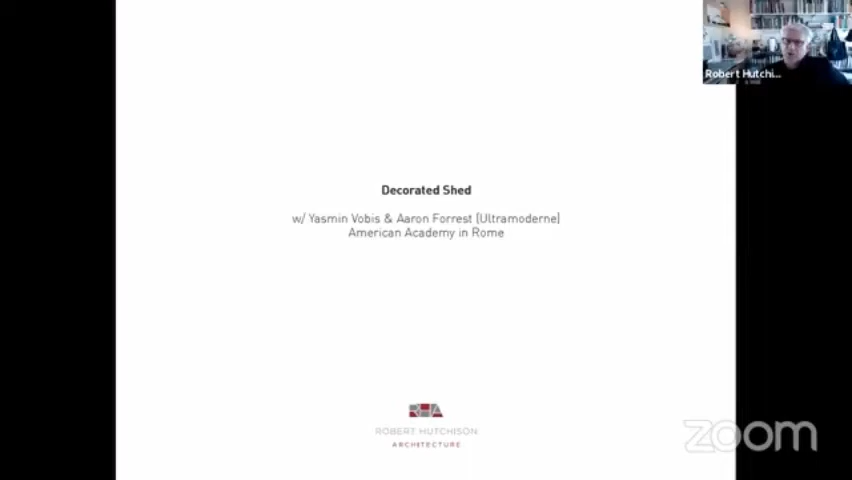 Robert Hutchi...
Decorated Shed
w/ Yasmin Vobis & Aaron Forrest (Ultramoderne)
American Academy in Rome
RHA
ROBERT HUTCHISON
ARCHITECTURE
zoom